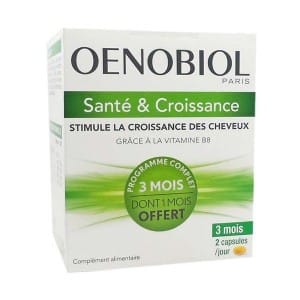 OENOBIOL
PARIS
Santé & Croissance
STIMULE LA CROISSANCE DES CHEVEUX
GRÂCE À LA VITAMINE B8
PROGRAMME COMPLET
3 MOIS
DONT 1 MOIS
OFFERT
3 mois
2 capsules
/jour
Complément alimentaire